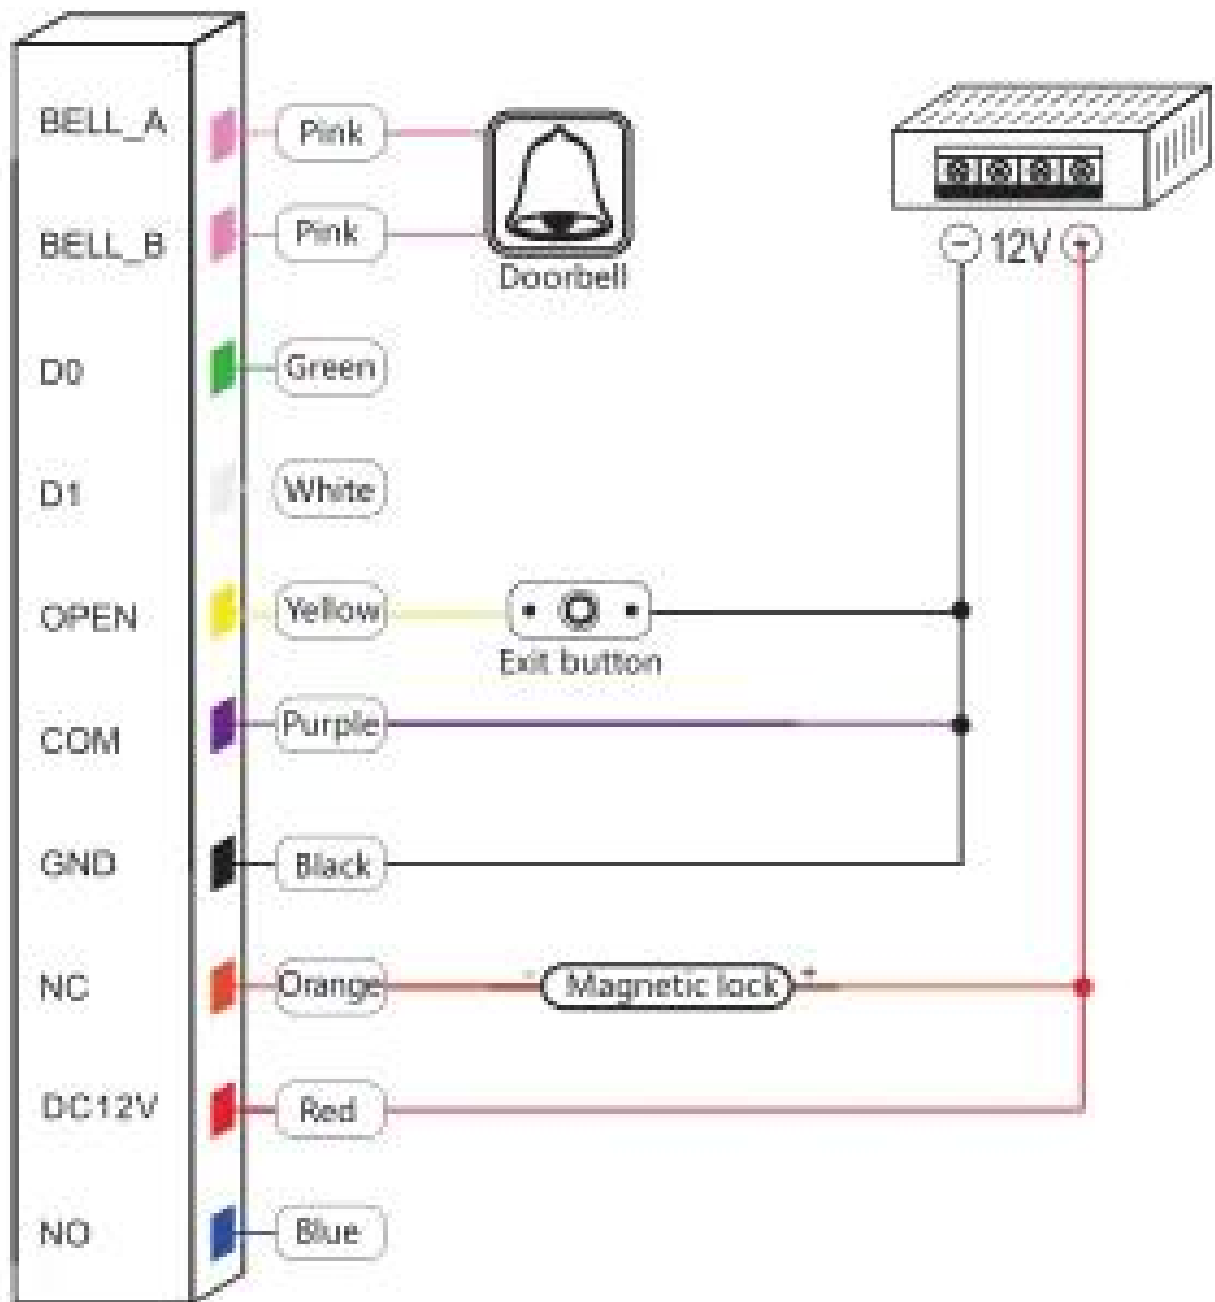 BELL_A
Pink
BELL_B
Pink
Doorbell
− 12V +
D0
Green
D1
White
OPEN
Yellow
Exit button
COM
Purple
GND
Black
NC
Orange
- Magnetic lock +
DC12V
Red
NO
Blue